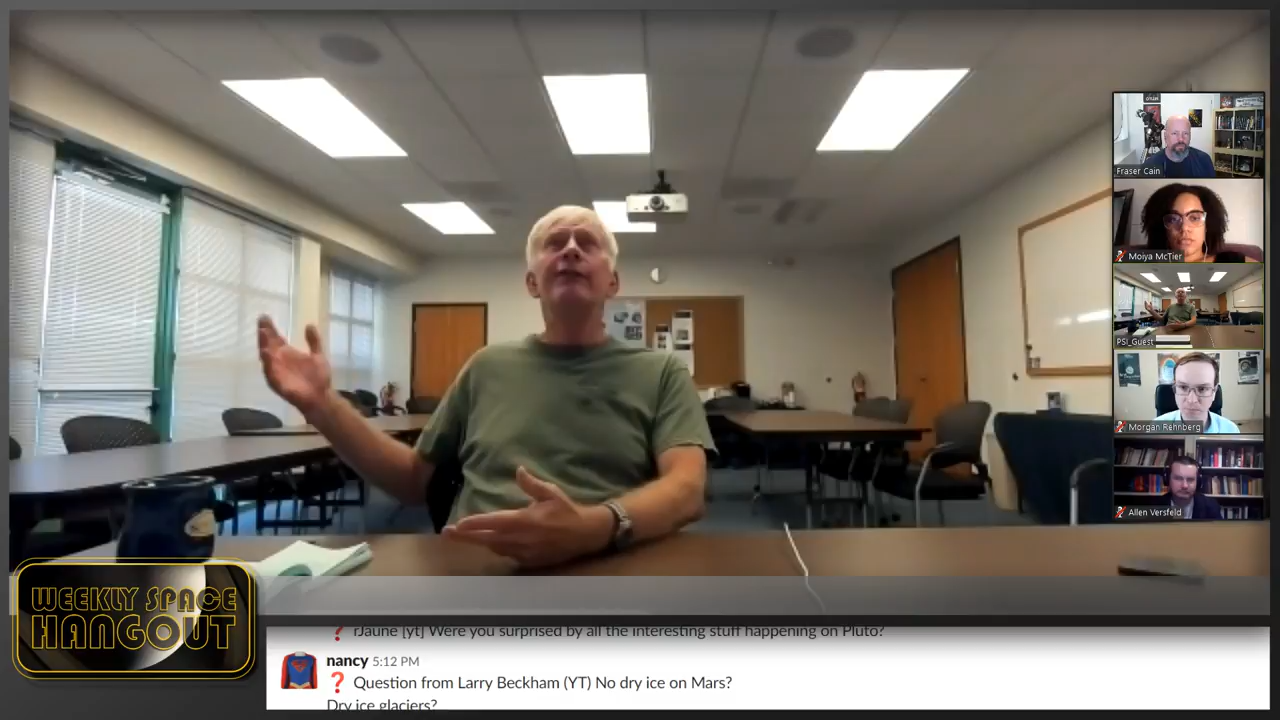 Fraser Cain
Moiya McTier
PSI_Guest
Morgan Rehnberg
Allen Versfeld
WEEKLY SPACE
HANGOUT
❓ rJaune [yt] Were you surprised by all the interesting stuff happening on Pluto?
nancy 5:12 PM
❓ Question from Larry Beckham (YT) No dry ice on Mars?
Dry ice glaciers?